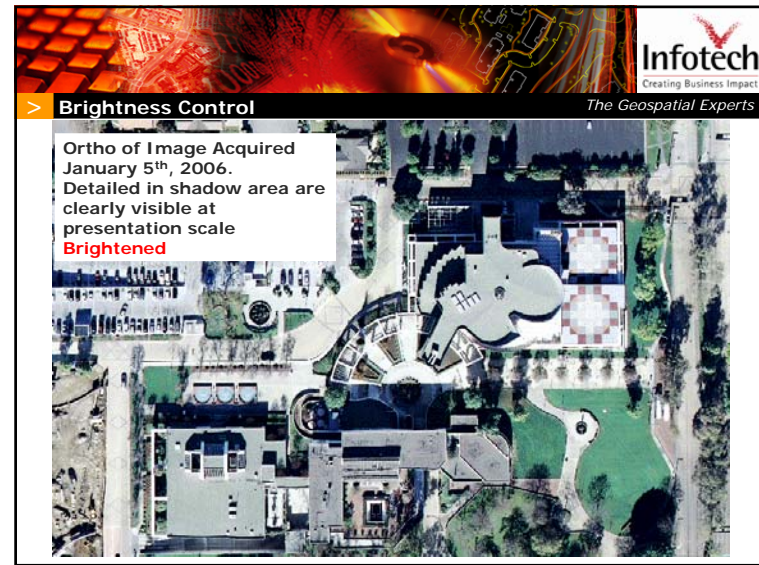 Infotech
Creating Business Impact
> Brightness Control
The Geospatial Experts
Ortho of Image Acquired
January 5th, 2006.
Detailed in shadow area are
clearly visible at
presentation scale
Brightened